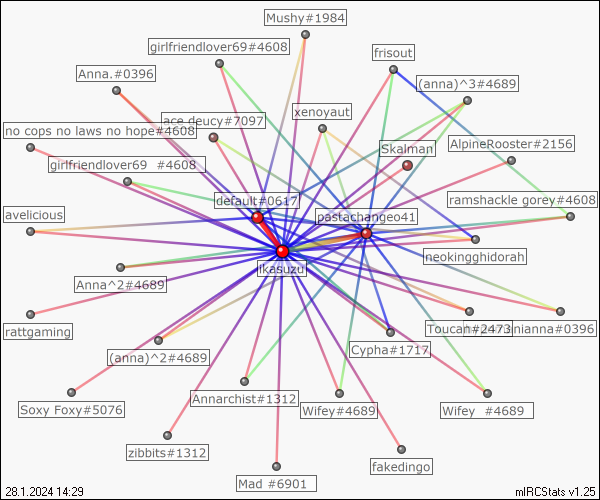 Mushy#1984
girlfriendlover69#4608
frisout
Anna.#0396
(anna)^3#4689
ace deucy#7097
xenoyaut
no cops no laws no hope#4608
Skalman
AlpineRooster#2156
girlfriendlover69 #4608
default#0617
ramshackle gorey#4608
avelicious
pastachangeo41
neokingghidorah
ikasuzu
Anna^2#4689
rattgaming
Toucann#2473
inianna#0396
(anna)^2#4689
Cypha#1717
Soxy Foxy#5076
Annarchist#1312
Wifey#4689
Wifey #4689
zibbits#1312
fakedingo
Mad #6901
28.1.2024 14:29
mIRCStats v1.25